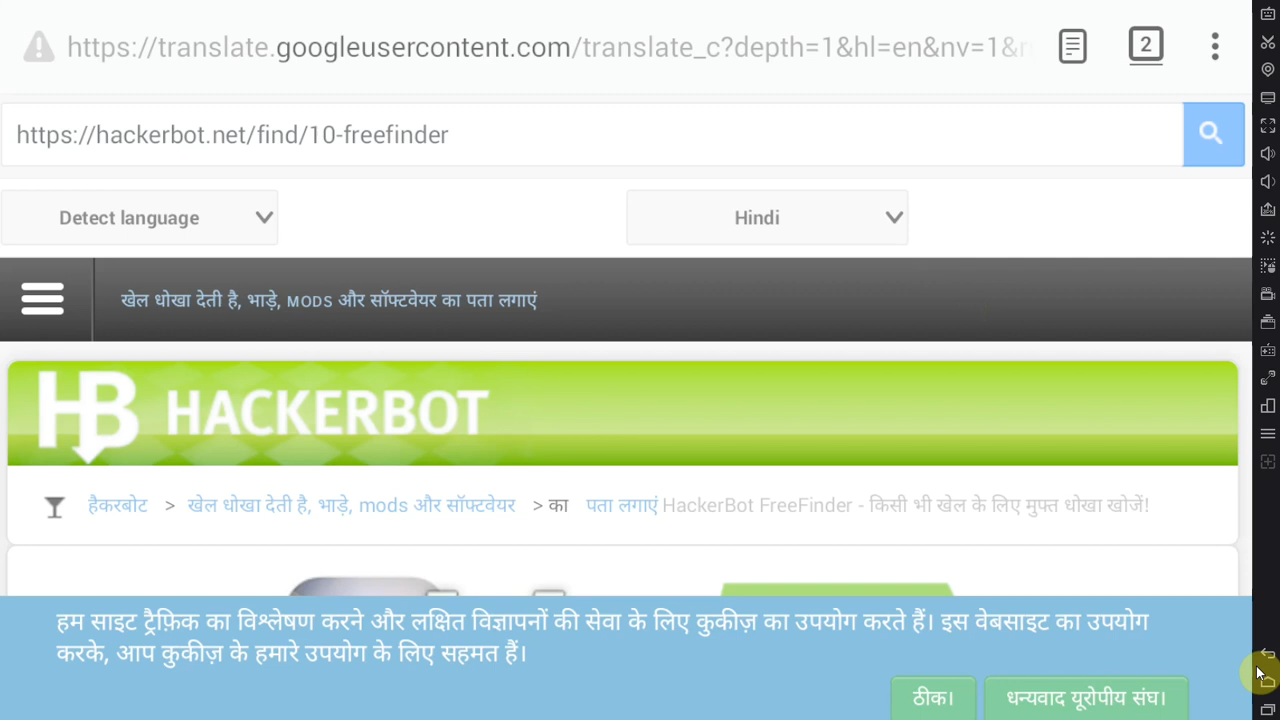 https://translate.googleusercontent.com/translate_c?depth=1&hl=en&nv=1&
2
https://hackerbot.net/find/10-freefinder
Detect language
Hindi
खेल धोखा देती है, भाड़े, MODS और सॉफ्टवेयर का पता लगाएं
HB HACKERBOT
हैकरबोट > खेल धोखा देती है, भाड़े, mods और सॉफ्टवेयर > का पता लगाएं HackerBot FreeFinder - किसी भी खेल के लिए मुफ्त धोखा खोजें!
हम साइट ट्रैफ़िक का विश्लेषण करने और लक्षित विज्ञापनों की सेवा के लिए कुकीज़ का उपयोग करते हैं। इस वेबसाइट का उपयोग
करके, आप कुकीज़ के हमारे उपयोग के लिए सहमत हैं।
ठीक।
धन्यवाद यूरोपीय संघ।